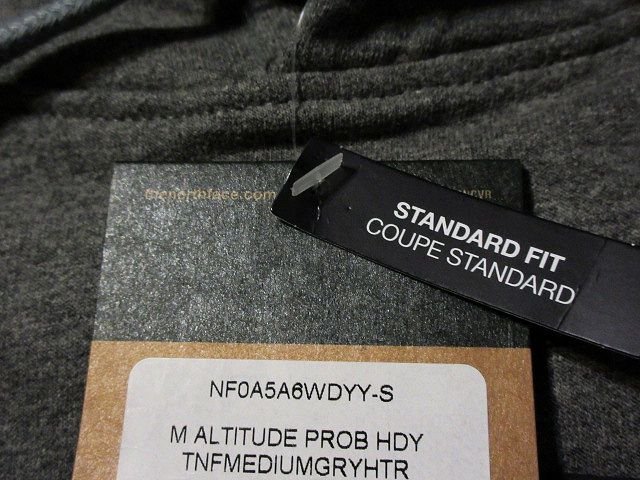 thenorthface.com
STANDARD FIT
COUPE STANDARD
NF0A5A6WDYY-S
M ALTITUDE PROB HDY
TNFMEDIUMGRYHTR